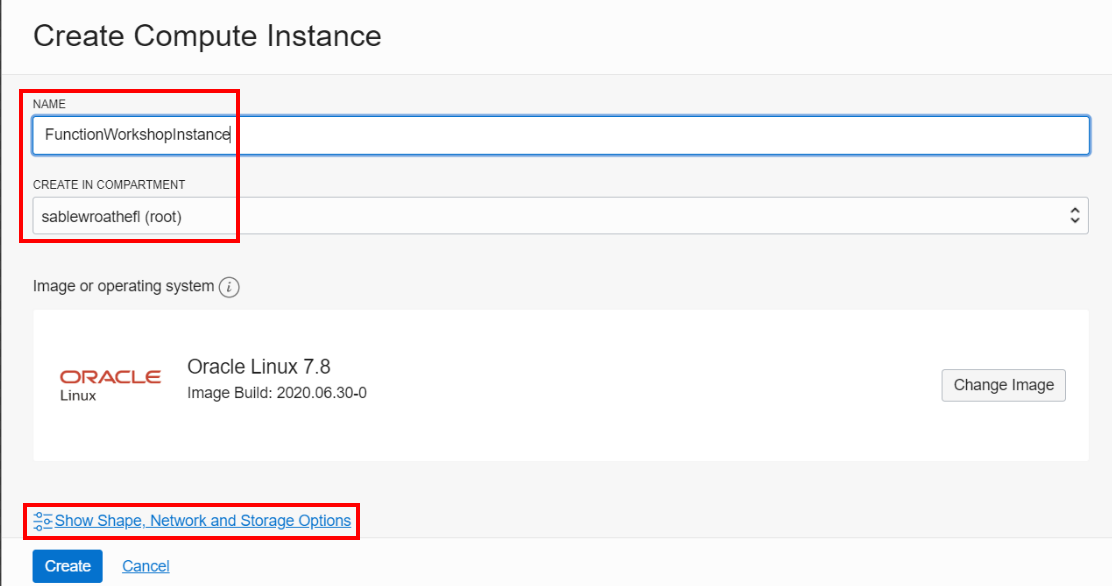 Create Compute Instance
NAME
FunctionWorkshopInstance
CREATE IN COMPARTMENT
sablewroathefl (root)
Image or operating system i
ORACLE
Linux
Oracle Linux 7.8
Image Build: 2020.06.30-0
Change Image
Show Shape, Network and Storage Options
Create Cancel